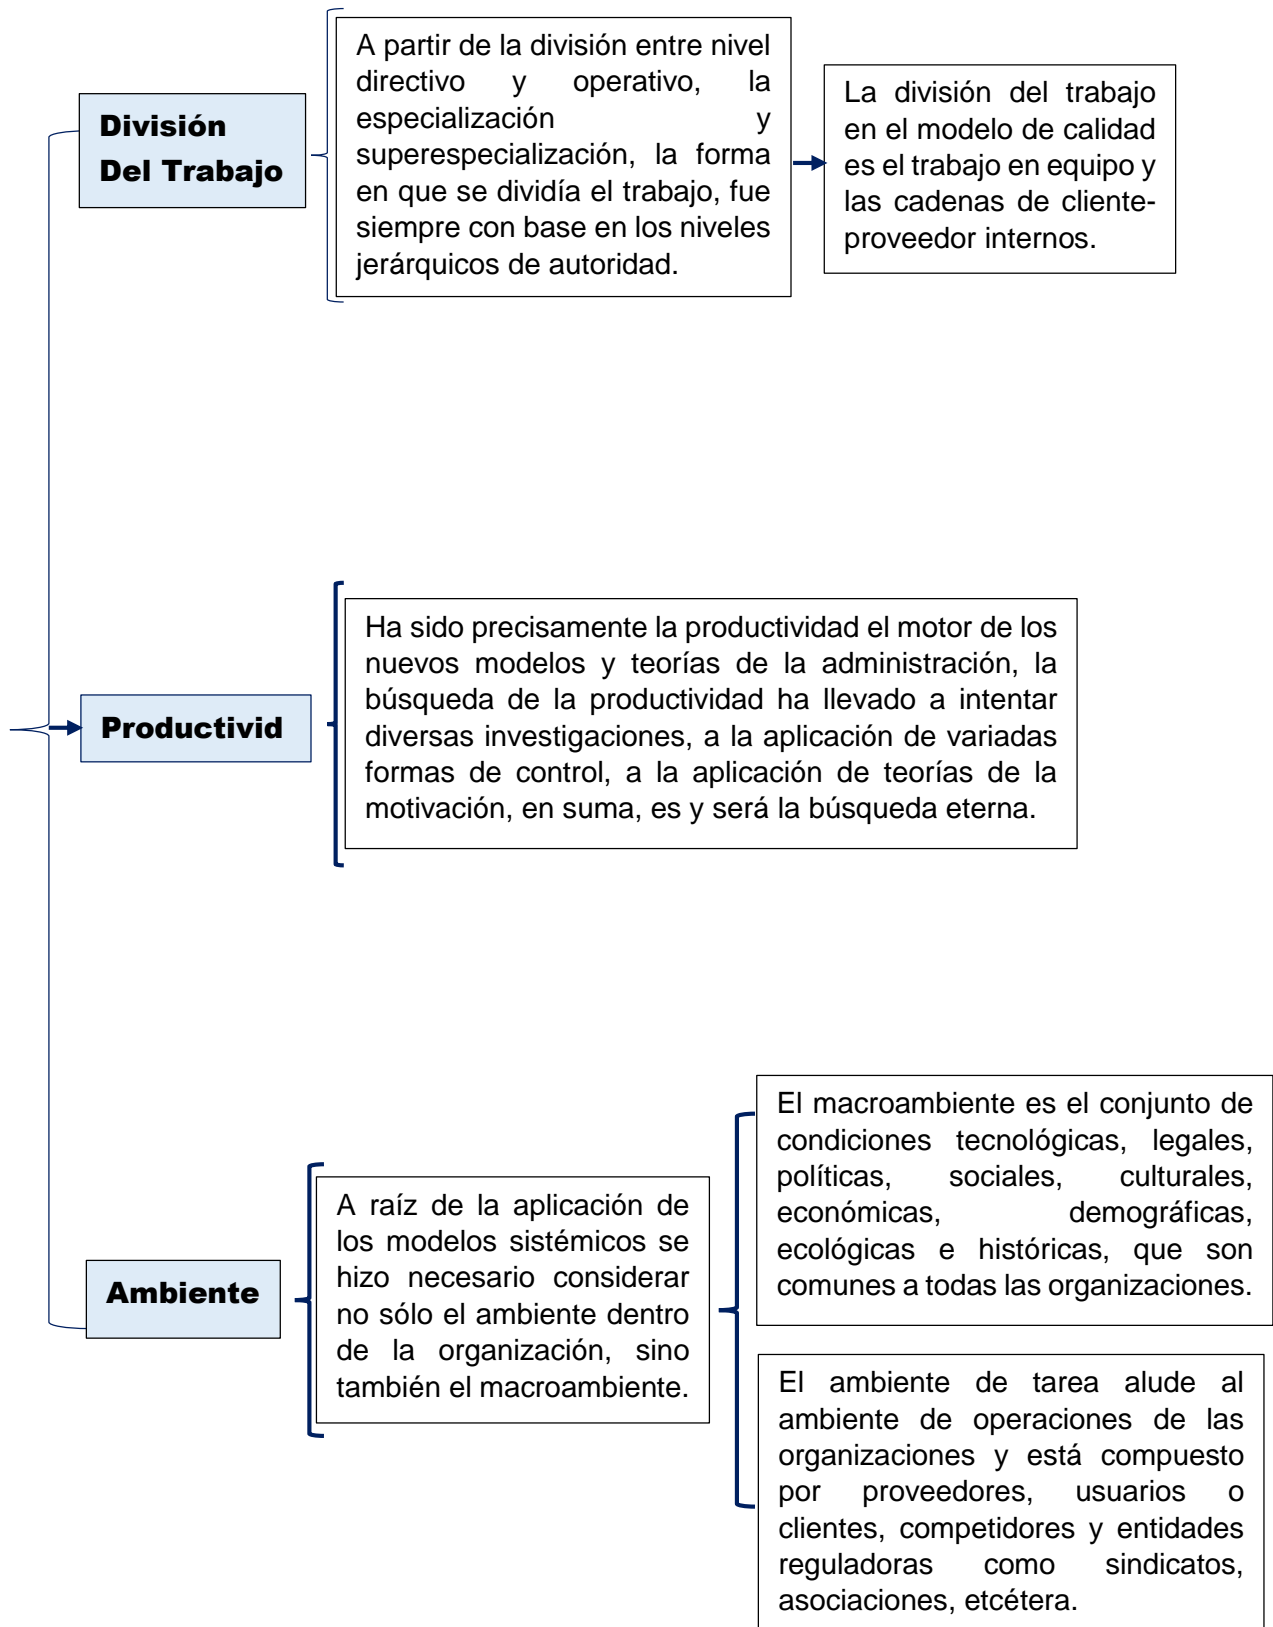 División
Del Trabajo
A partir de la división entre nivel
directivo y operativo, la
especialización y
superespecialización, la forma
en que se dividía el trabajo, fue
siempre con base en los niveles
jerárquicos de autoridad.
La división del trabajo
en el modelo de calidad
es el trabajo en equipo y
las cadenas de cliente-
proveedor internos.
Productivid
Ha sido precisamente la productividad el motor de los
nuevos modelos y teorías de la administración, la
búsqueda de la productividad ha llevado a intentar
diversas investigaciones, a la aplicación de variadas
formas de control, a la aplicación de teorías de la
motivación, en suma, es y será la búsqueda eterna.
Ambiente
A raíz de la aplicación de
los modelos sistémicos se
hizo necesario considerar
no sólo el ambiente dentro
de la organización, sino
también el macroambiente.
El macroambiente es el conjunto de
condiciones tecnológicas, legales,
políticas, sociales, culturales,
económicas, demográficas,
ecológicas e históricas, que son
comunes a todas las organizaciones.
El ambiente de tarea alude al
ambiente de operaciones de las
organizaciones y está compuesto
por proveedores, usuarios o
clientes, competidores y entidades
reguladoras como sindicatos,
asociaciones, etcétera.